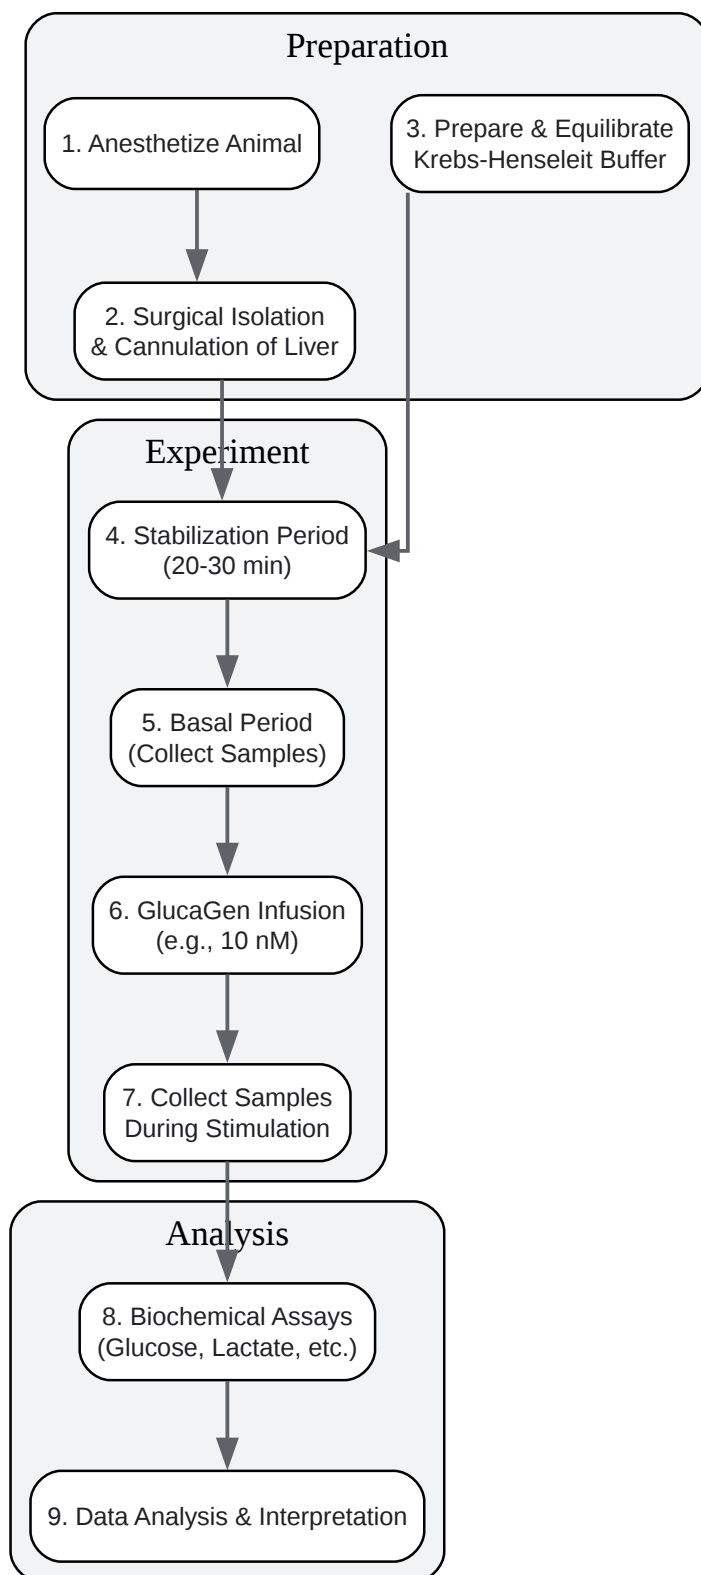 Preparation
1. Anesthetize Animal
3. Prepare & Equilibrate
Krebs-Henseleit Buffer
2. Surgical Isolation
& Cannulation of Liver
Experiment
4. Stabilization Period
(20-30 min)
5. Basal Period
(Collect Samples)
6. GlucaGen Infusion
(e.g., 10 nM)
7. Collect Samples
During Stimulation
Analysis
8. Biochemical Assays
(Glucose, Lactate, etc.)
9. Data Analysis & Interpretation